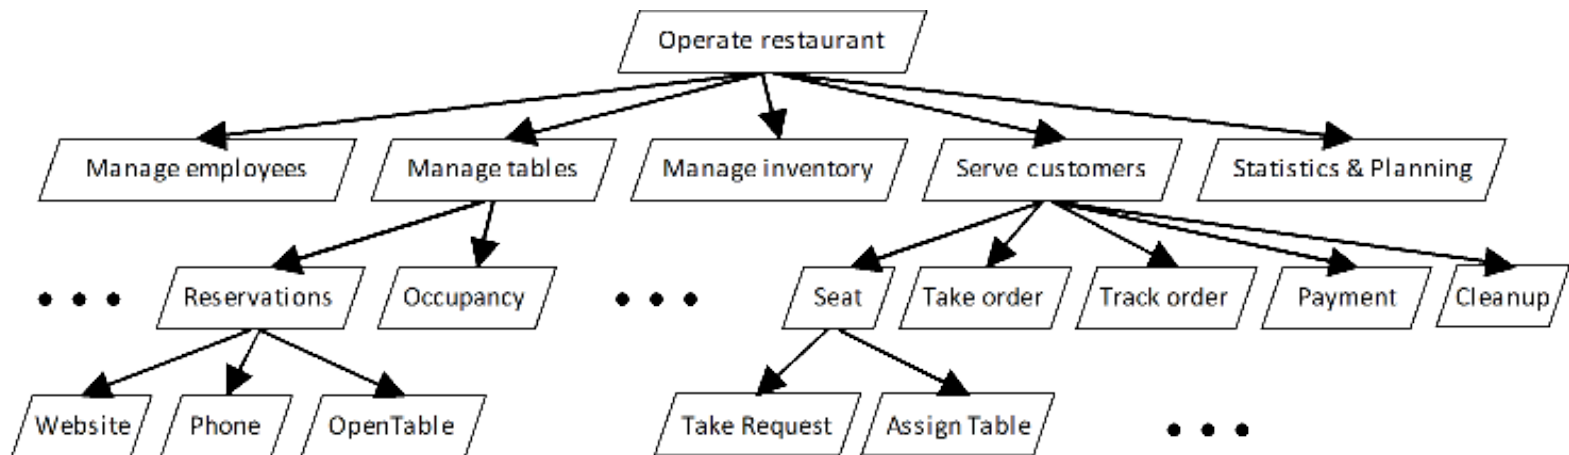 Operate restaurant
Manage employees
Manage tables
Manage inventory
Serve customers
Statistics & Planning
Reservations
Occupancy
Seat
Take order
Track order
Payment
Cleanup
Website
Phone
OpenTable
Take Request
Assign Table